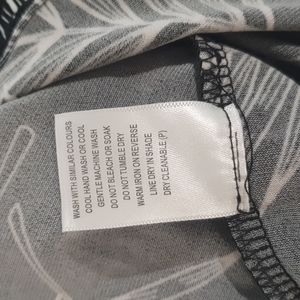 WASH WITH SIMILAR COLOURS
COOL HAND WASH OR COOL
GENTLE MACHINE WASH
DO NOT BLEACH OR SOAK
DO NOT TUMBLE DRY
WARM IRON ON REVERSE
LINE DRY IN SHADE
DRY CLEANABLE (P)